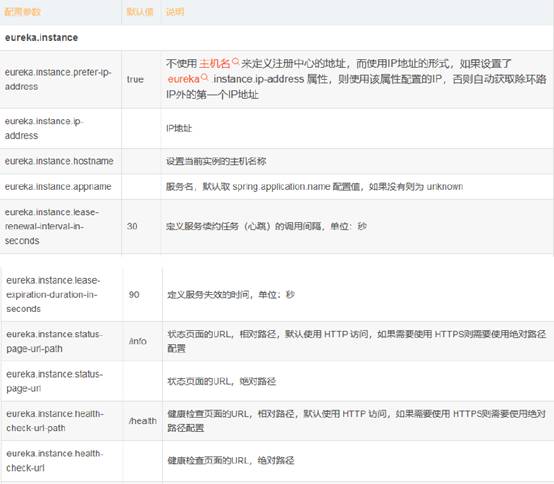 配置参数 默认值 说明
eureka.instance
eureka.instance.prefer-ip-
address
true
不使用 主机名 来定义注册中心的地址，而使用IP地址的形式，如果设置了
eureka instance.ip-address 属性，则使用该属性配置的IP，否则自动获取除环路
IP外的第一个IP地址
eureka.instance.ip-
address
IP地址
eureka.instance.hostname 设置当前实例的主机名称
eureka.instance.appname 服务名，默认取 spring.application.name 配置值，如果没有则为 unknown
eureka.instance.lease-
renewal-interval-in-
seconds
30 定义服务续约任务（心跳）的调用间隔，单位：秒
eureka.instance.lease-
expiration-duration-in-
seconds
90 定义服务失效的时间，单位：秒
eureka.instance.status-
page-url-path
/info
状态页面的URL，相对路径，默认使用 HTTP 访问，如果需要使用 HTTPS则需要使用绝对路径
配置
eureka.instance.status-
page-url
状态页面的URL，绝对路径
eureka.instance.health-
check-url-path
/health
健康检查页面的URL，相对路径，默认使用 HTTP 访问，如果需要使用 HTTPS则需要使用绝对
路径配置
eureka.instance.health-
check-url
健康检查页面的URL，绝对路径